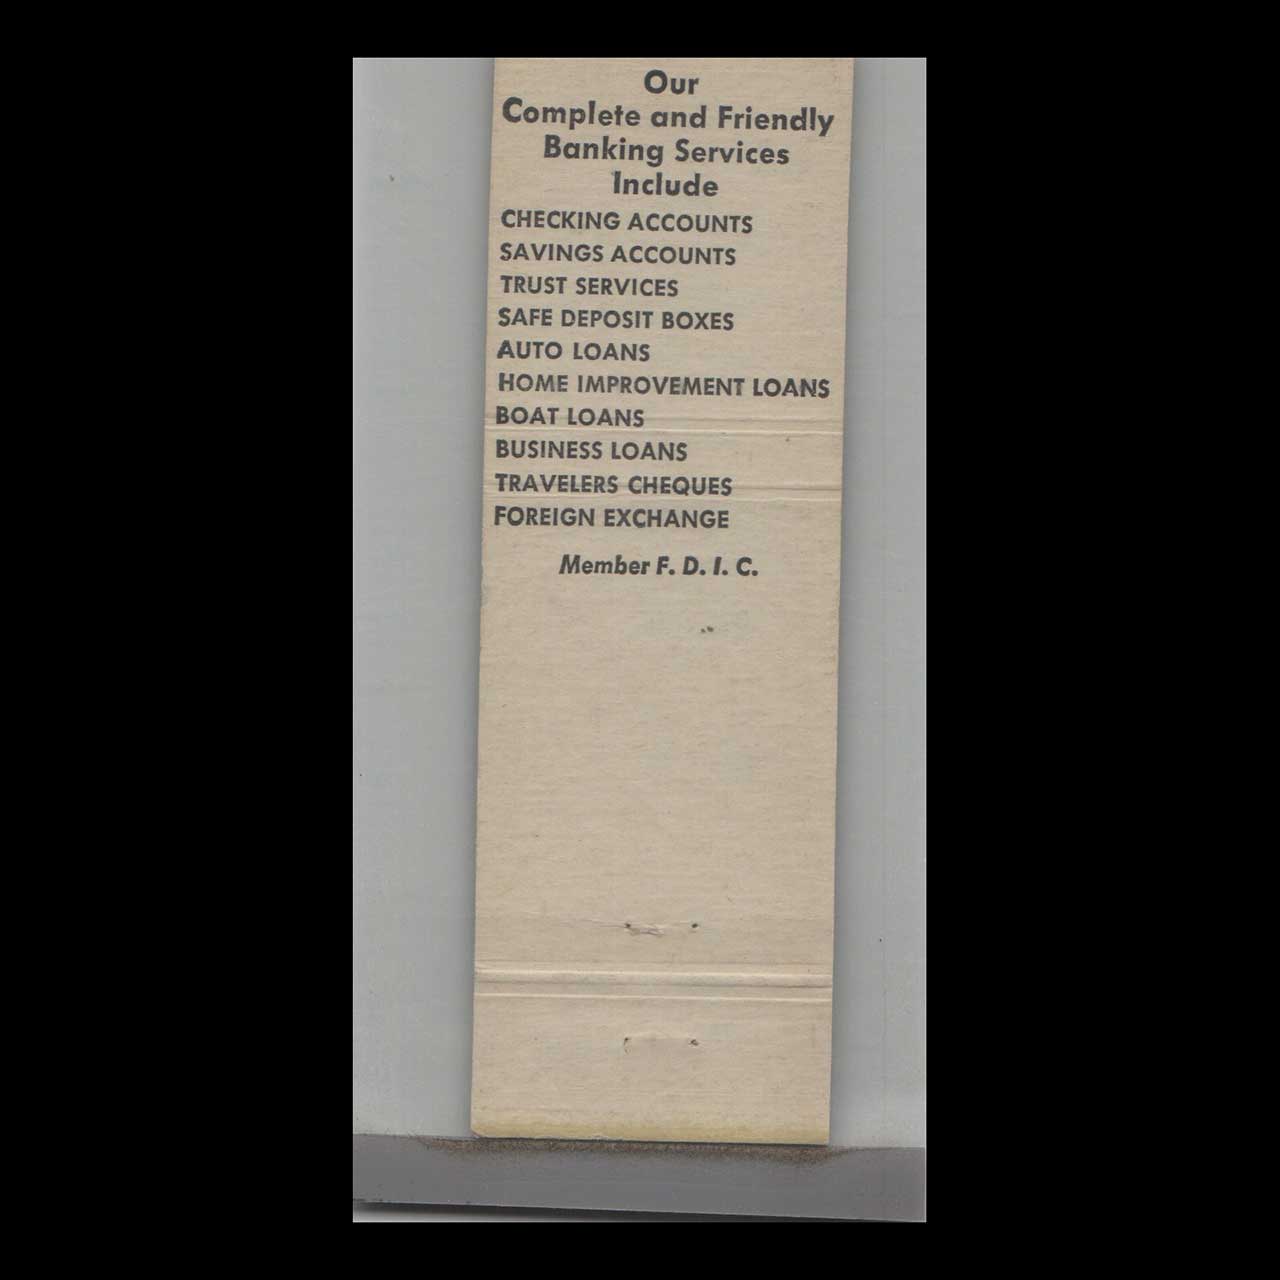 Our
Complete and Friendly
Banking Services
Include
CHECKING ACCOUNTS
SAVINGS ACCOUNTS
TRUST SERVICES
SAFE DEPOSIT BOXES
AUTO LOANS
HOME IMPROVEMENT LOANS
BOAT LOANS
BUSINESS LOANS
TRAVELERS CHEQUES
FOREIGN EXCHANGE
Member F. D. I. C.